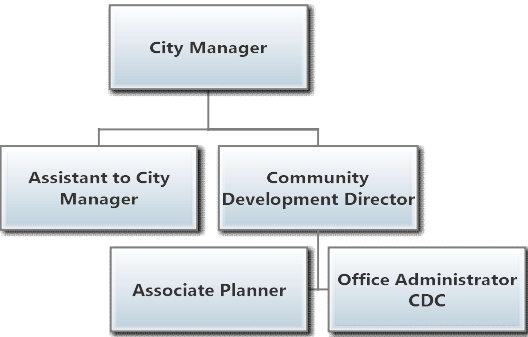 City Manager
Assistant to City
Manager
Community
Development Director
Associate Planner
Office Administrator
CDC